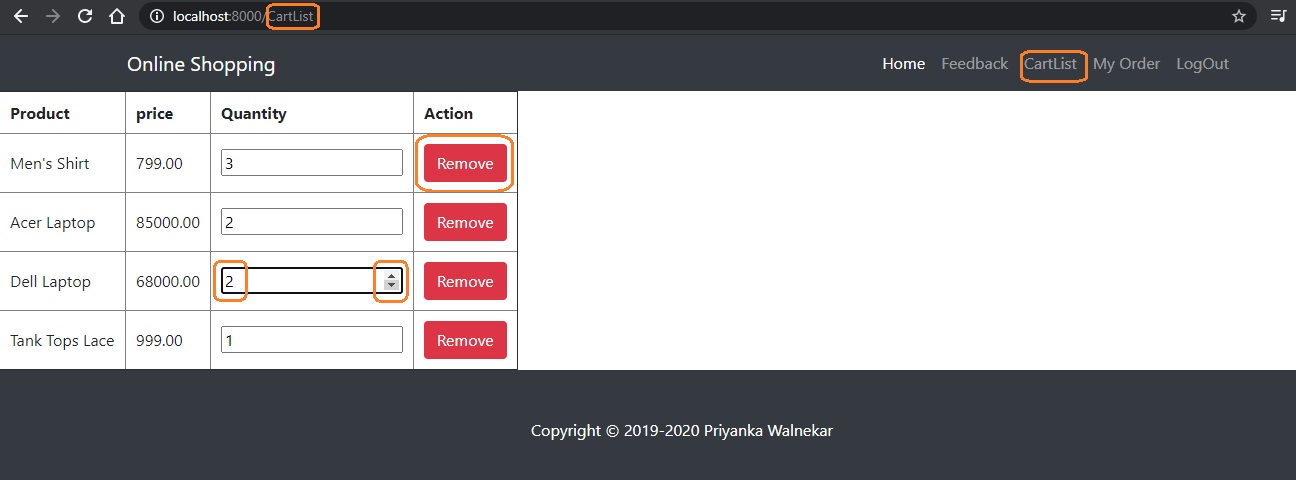 localhost:8000/CartList
Online Shopping Home Feedback CartList My Order LogOut
Product price Quantity Action
Men's Shirt 799.00 3 Remove
Acer Laptop 85000.00 2 Remove
Dell Laptop 68000.00 2 Remove
Tank Tops Lace 999.00 1 Remove
Copyright © 2019-2020 Priyanka Walnekar